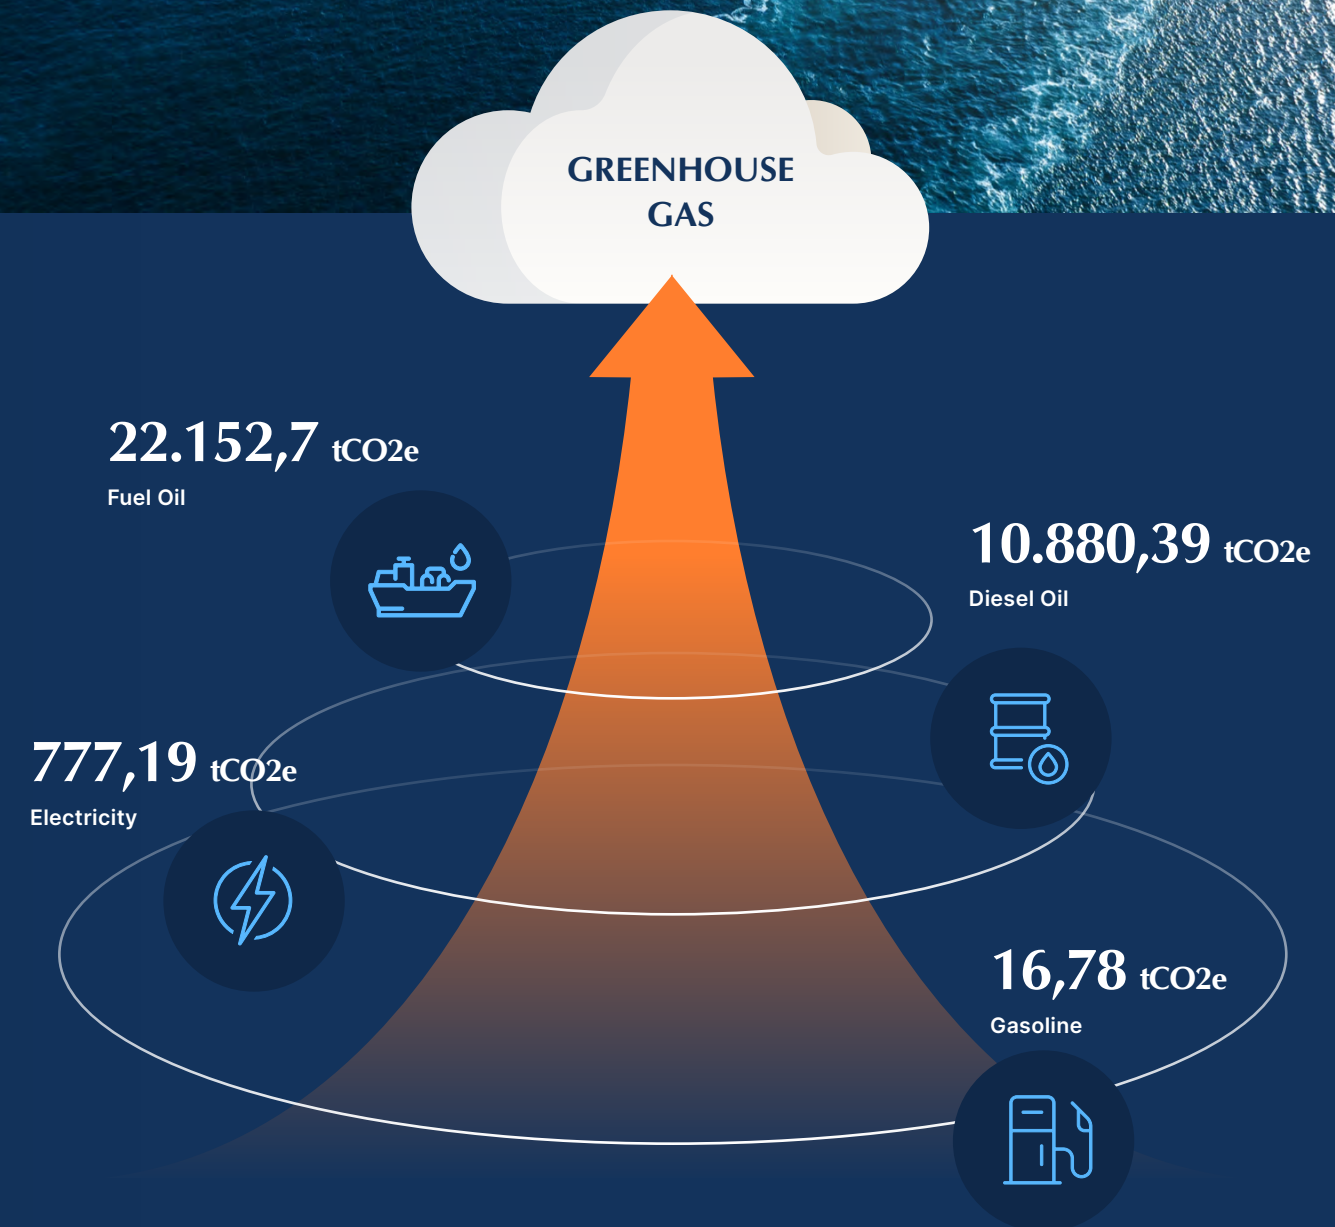 GREENHOUSE
GAS
22.152,7 tCO2e
Fuel Oil
10.880,39 tCO2e
Diesel Oil
777,19 tCO2e
Electricity
16,78 tCO2e
Gasoline